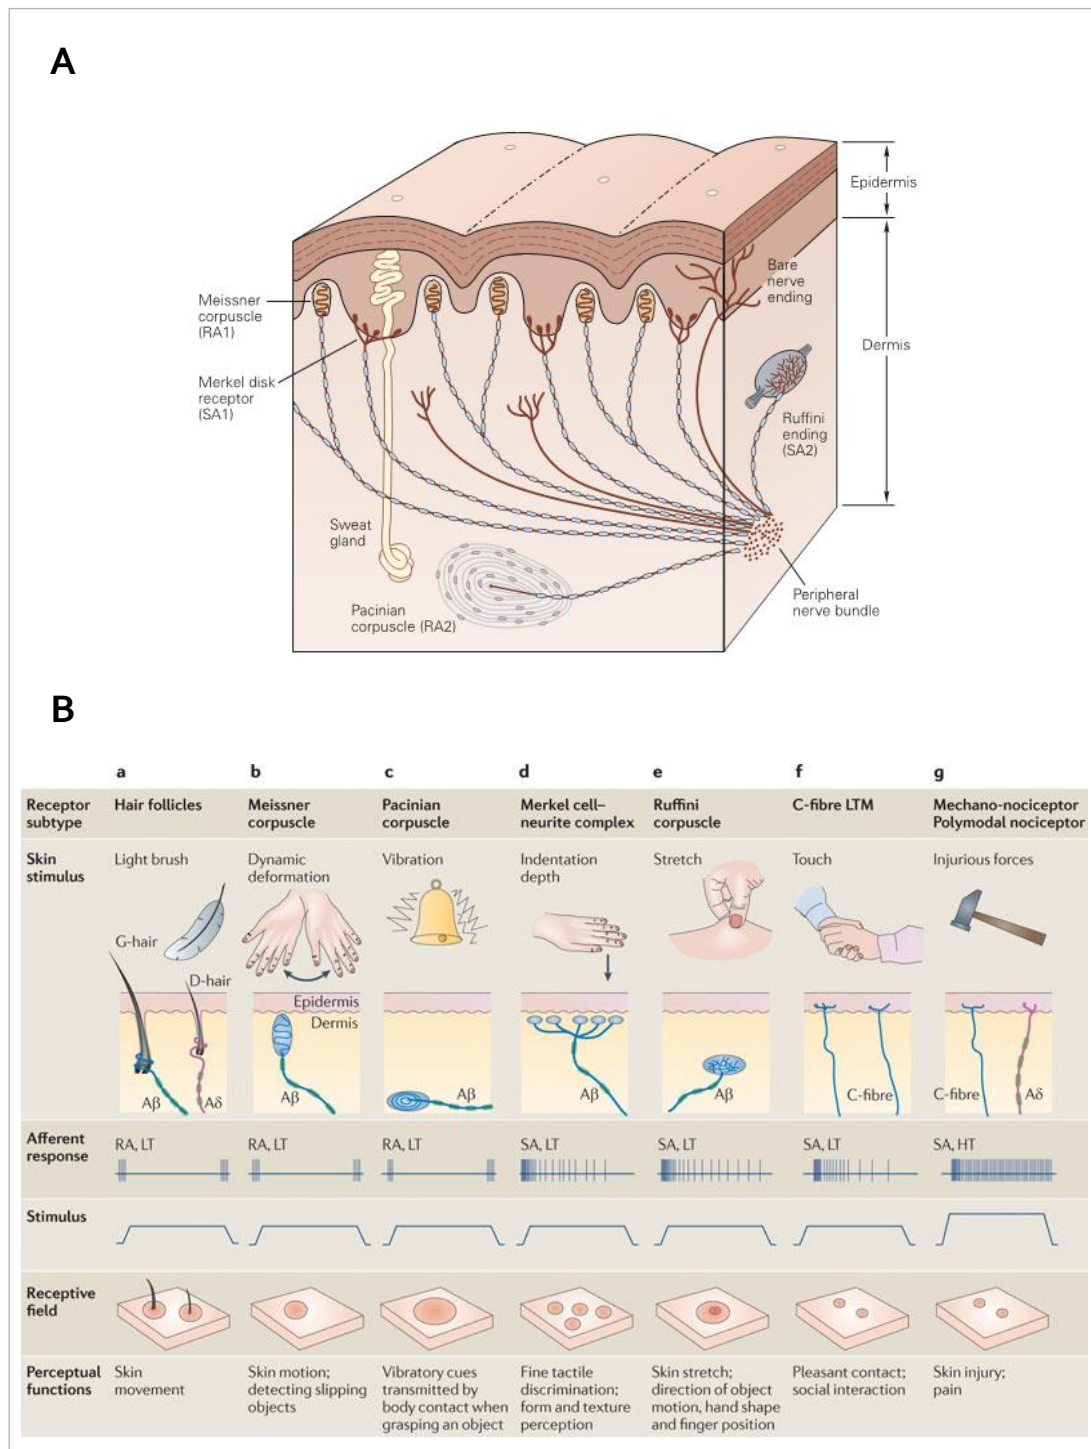 A
Epidermis
Bare
nerve
ending
Meissner
corpuscle
(RA1)
Dermis
Merkel disk
receptor
(SA1)
Ruffini
ending
(SA2)
Sweat
gland
Peripheral
nerve bundle
Pacinian
corpuscle (RA2)
B
a b c d e f g
Receptor
subtype
Hair follicles
Meissner
corpuscle
Pacinian
corpuscle
Merkel cell–
neurite complex
Ruffini
corpuscle
C-fibre LTM
Mechano-nociceptor
Polymodal nociceptor
Skin
stimulus
Light brush
Dynamic
deformation
Vibration
Indentation
depth
Stretch
Touch
Injurious forces
G-hair
D-hair
Epidermis
Dermis
Aβ
Aδ
Aβ
Aβ
Aβ
Aβ
C-fibre
C-fibre
Aδ
Afferent
response
RA, LT
RA, LT
RA, LT
SA, LT
SA, LT
SA, LT
SA, HT
Stimulus
Receptive
field
Perceptual
functions
Skin
movement
Skin motion;
detecting slipping
objects
Vibratory cues
transmitted by
body contact when
grasping an object
Fine tactile
discrimination;
form and texture
perception
Skin stretch;
direction of object
motion, hand shape
and finger position
Pleasant contact;
social interaction
Skin injury;
pain